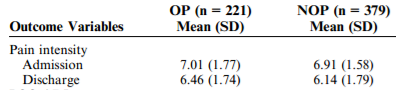 OP (n = 221) NOP (n = 379)
Outcome Variables Mean (SD) Mean (SD)
Pain intensity
Admission 7.01 (1.77) 6.91 (1.58)
Discharge 6.46 (1.74) 6.14 (1.79)